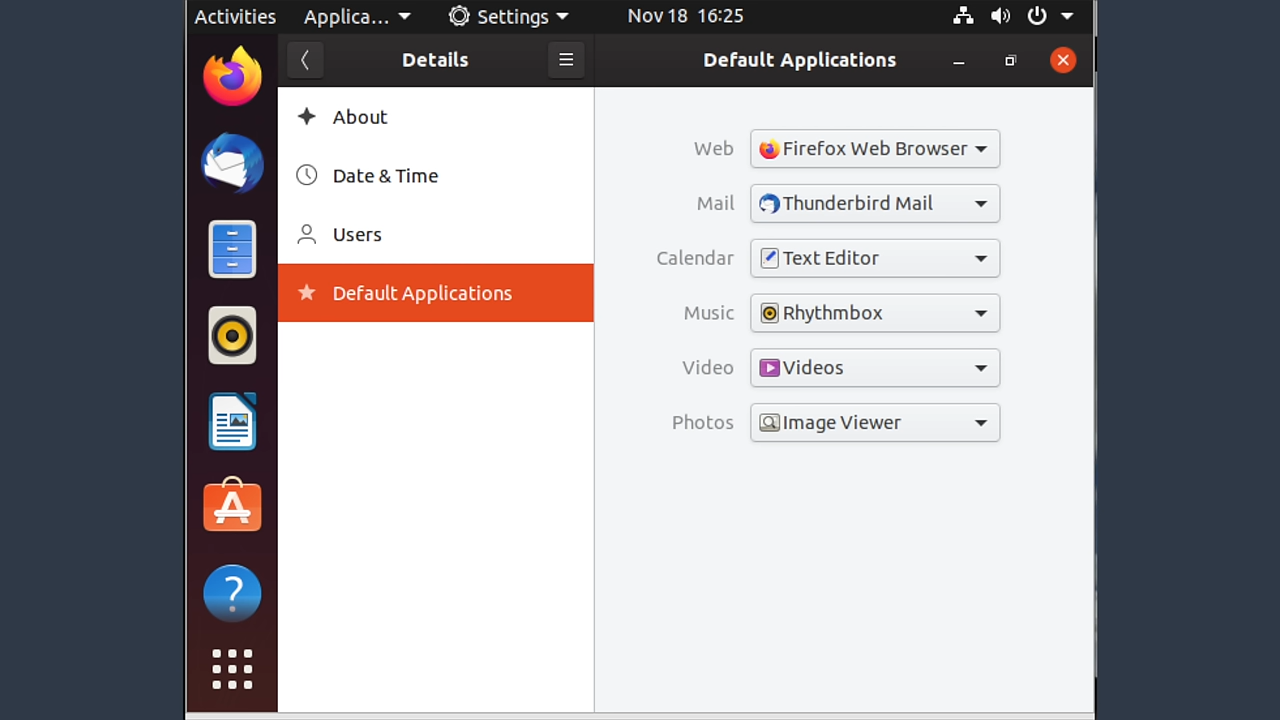 Activities Applica... Settings Nov 18 16:25
Details
Default Applications
About
Date & Time
Users
Default Applications
Web Firefox Web Browser
Mail Thunderbird Mail
Calendar Text Editor
Music Rhythmbox
Video Videos
Photos Image Viewer